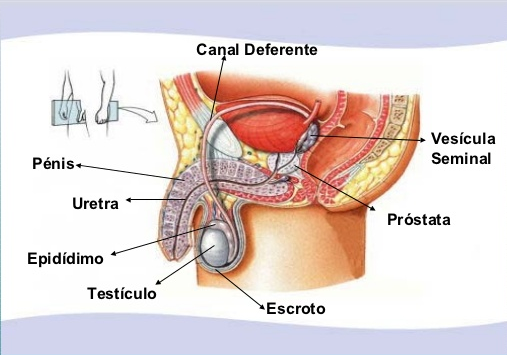 Canal Deferente
Vesícula
Seminal
Pénis
Uretra
Próstata
Epidídimo
Testículo
Escroto